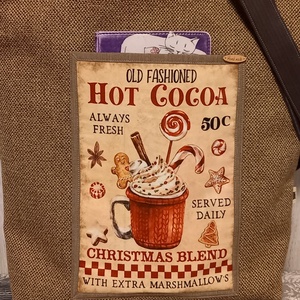 OLD FASHIONED
HOT COCOA
ALWAYS
FRESH
50C
SERVED
DAILY
CHRISTMAS BLEND
WITH EXTRA MARSHMALLOWS